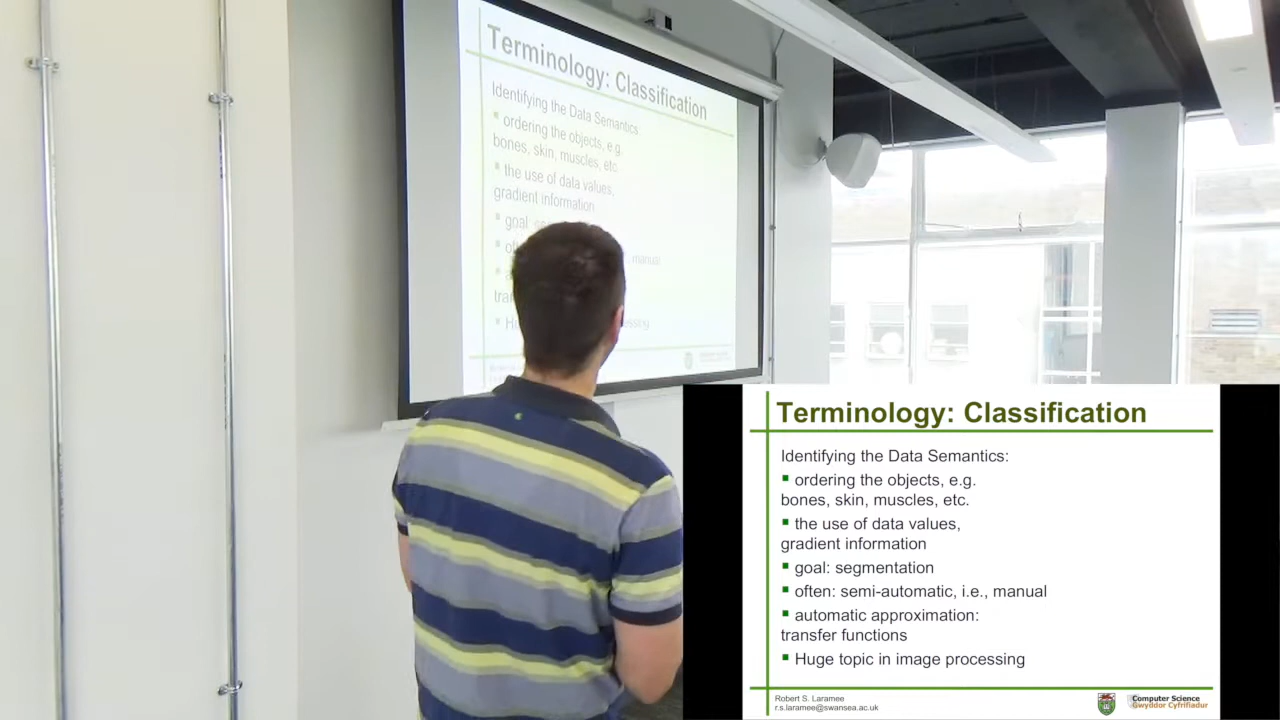 Terminology: Classification
Identifying the Data Semantics:
▪ ordering the objects, e.g.
bones, skin, muscles, etc.
▪ the use of data values,
gradient information
▪ goal:
▪ manual
▪ Terminology: Classification
Identifying the Data Semantics:
▪ ordering the objects, e.g.
bones, skin, muscles, etc.
▪ the use of data values,
gradient information
▪ goal: segmentation
▪ often: semi-automatic, i.e., manual
▪ automatic approximation:
transfer functions
▪ Huge topic in image processing
Robert S. Laramee
r.s.laramee@swansea.ac.uk
Computer Science
Gwyddor Cyfrifiadur